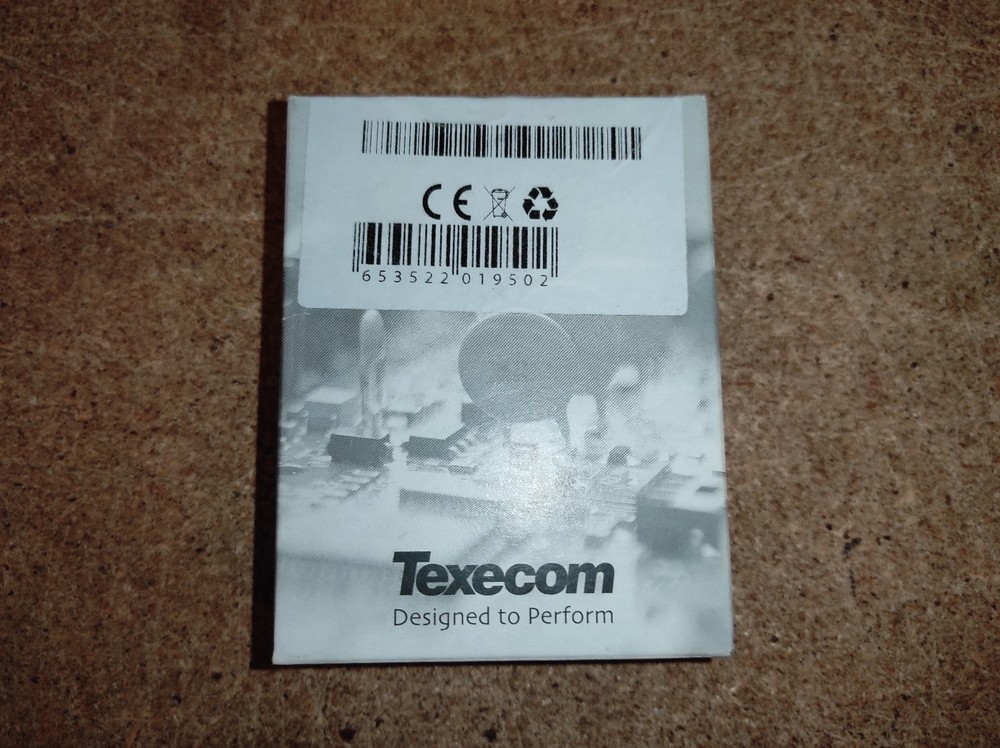 CE
653522 019502
Texecom
Designed to Perform